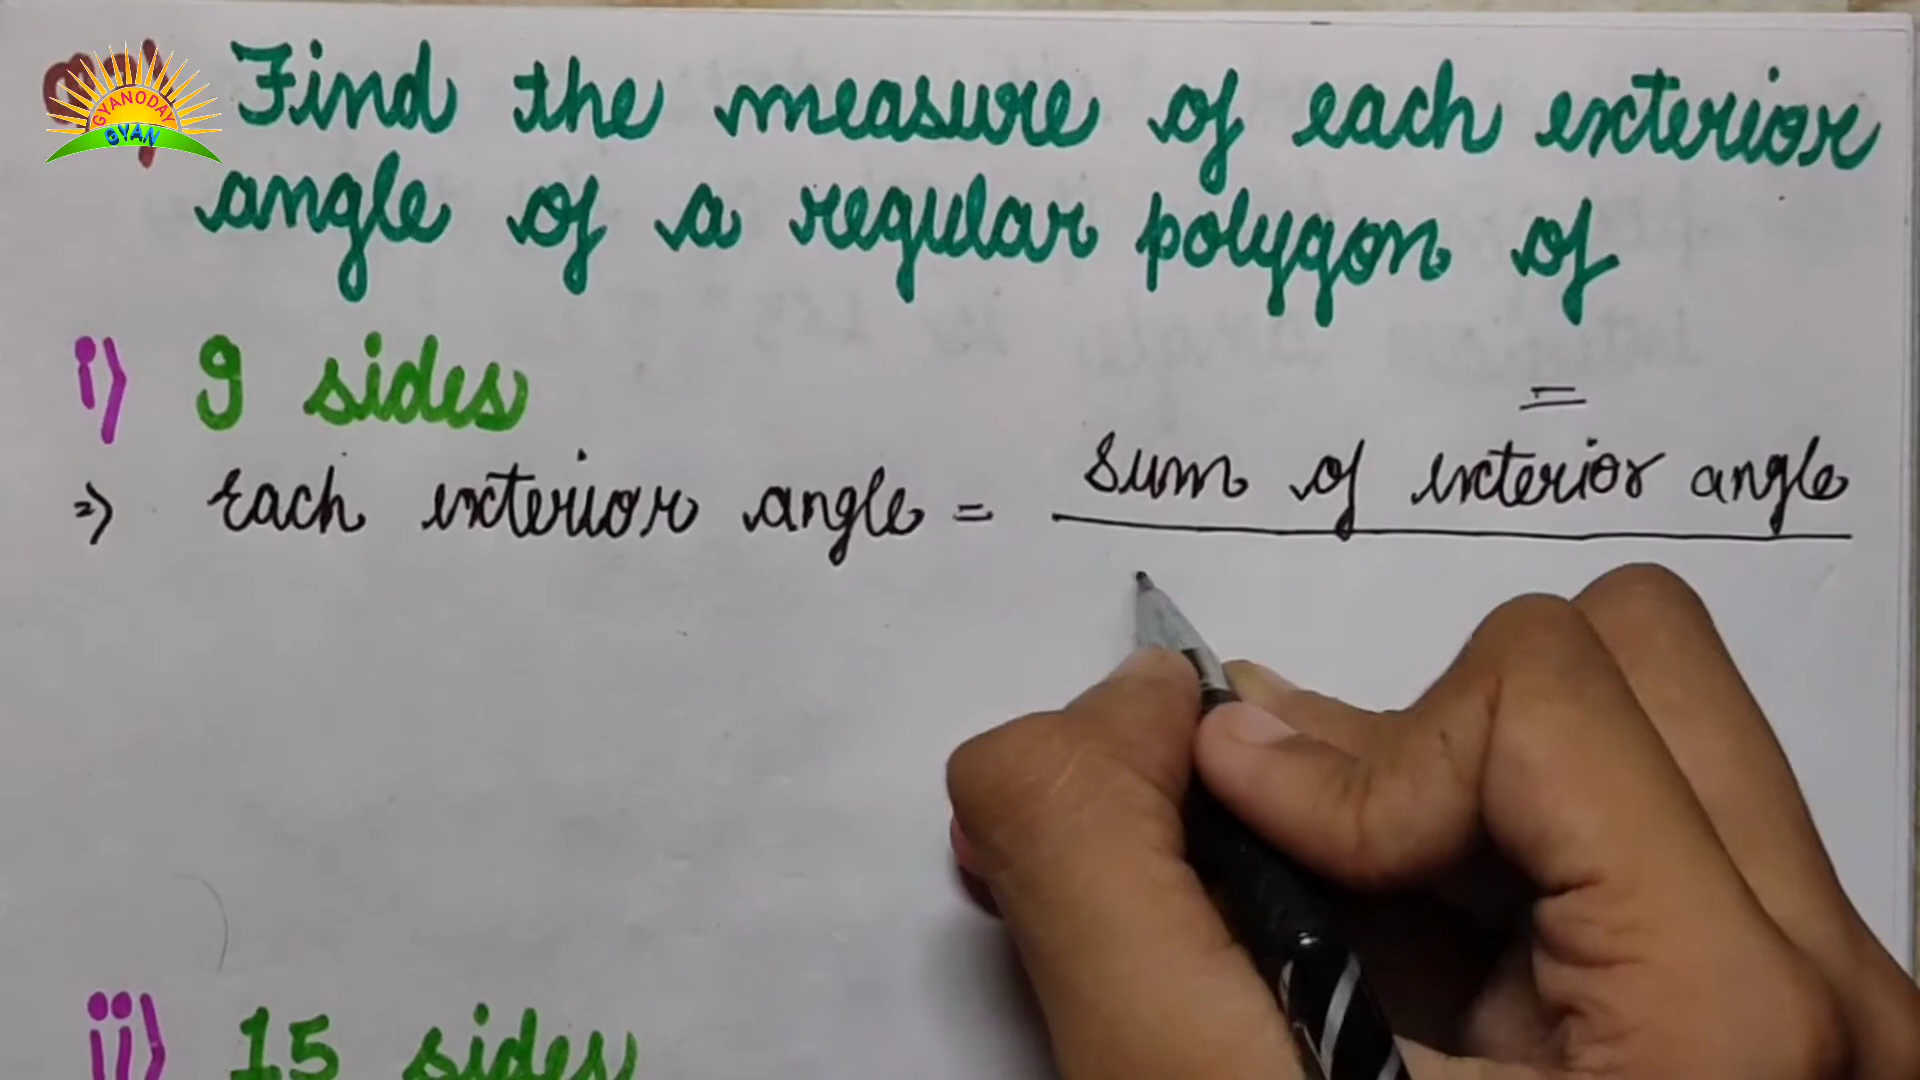 GYANODAY
GYAN
Find the measure of each exterior
angle of a regular polygon of
i) 9 sides
=
⇒ Each exterior angle = sum of exterior angle
ii) 15 sides